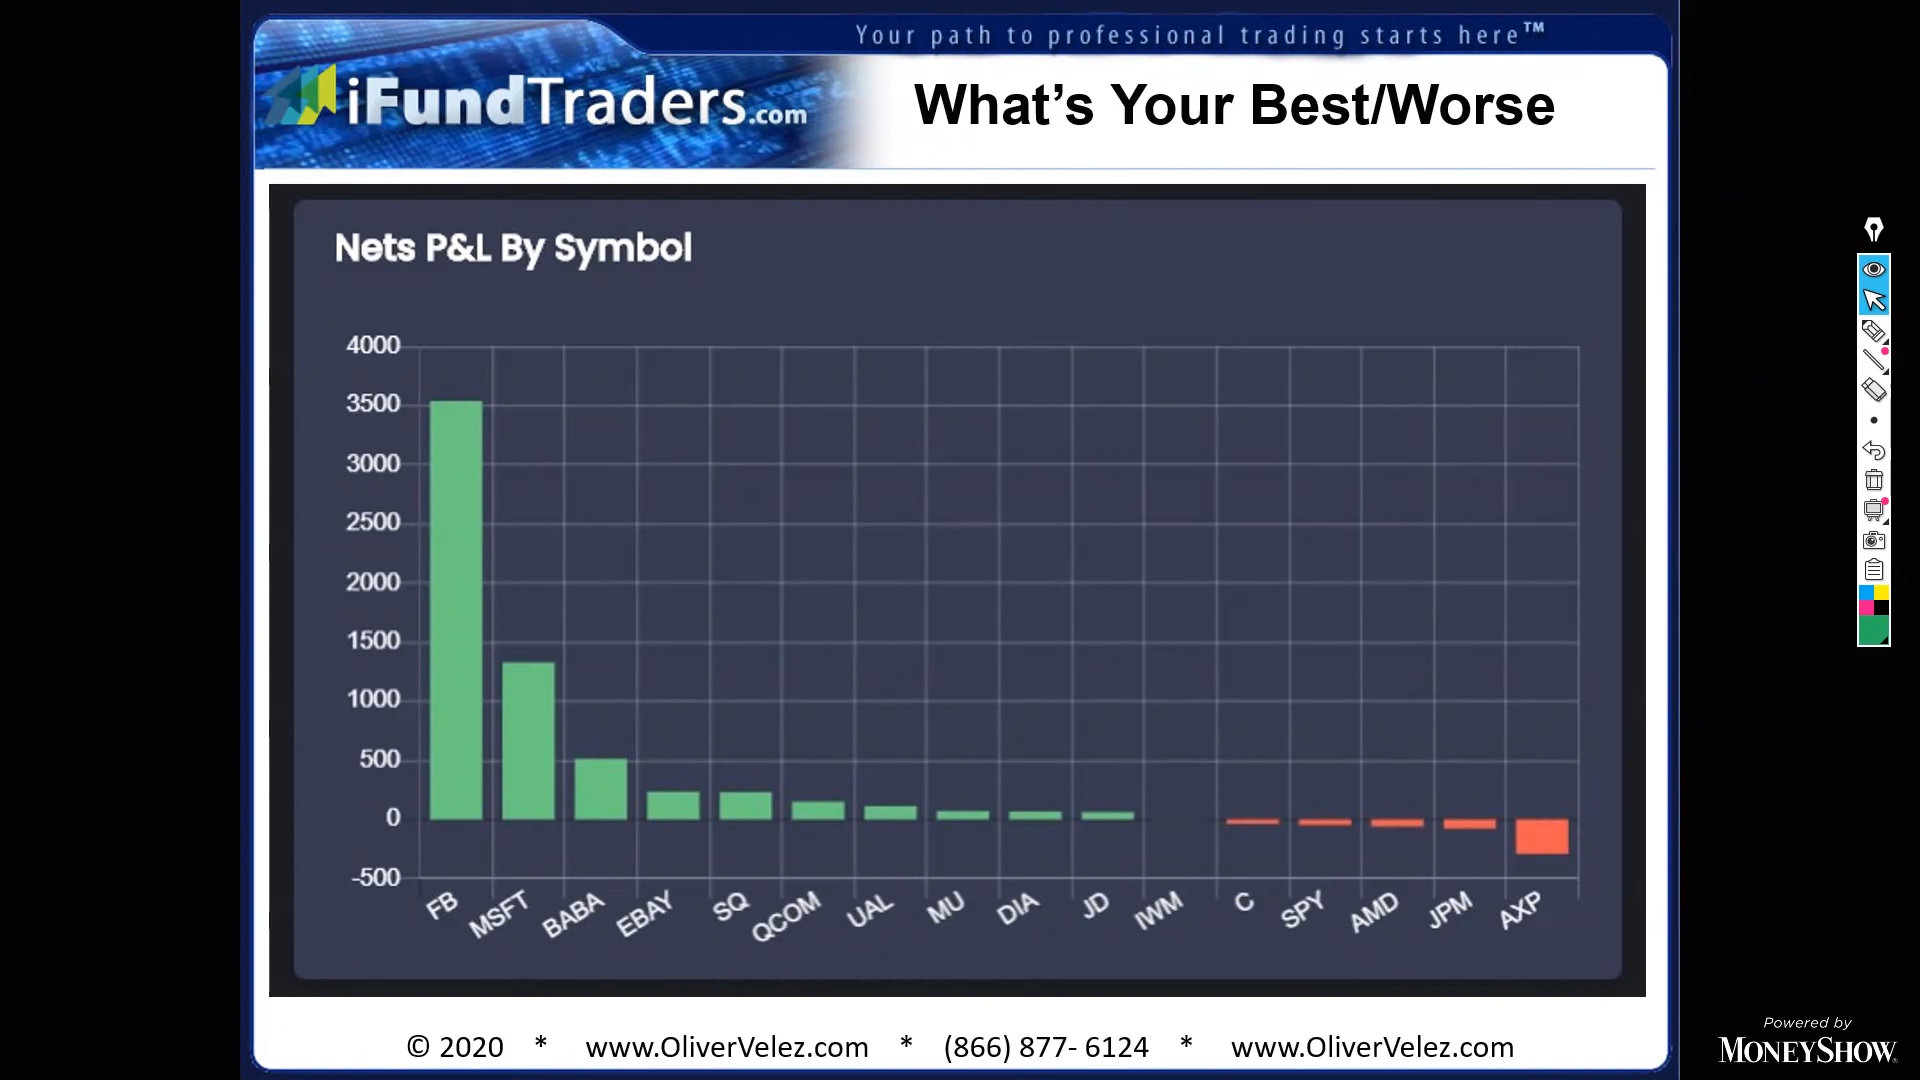 Your path to professional trading starts here™
iFundTraders.com
What's Your Best/Worse
Nets P&L By Symbol
4000
3500
3000
2500
2000
1500
1000
500
0
-500
FB MSFT BABA EBAY SQ QCOM UAL MU DIA JD IWM C SPY AMD JPM AXP
© 2020 * www.OliverVelez.com * (866) 877- 6124 * www.OliverVelez.com
Powered by
MONEYSHOW